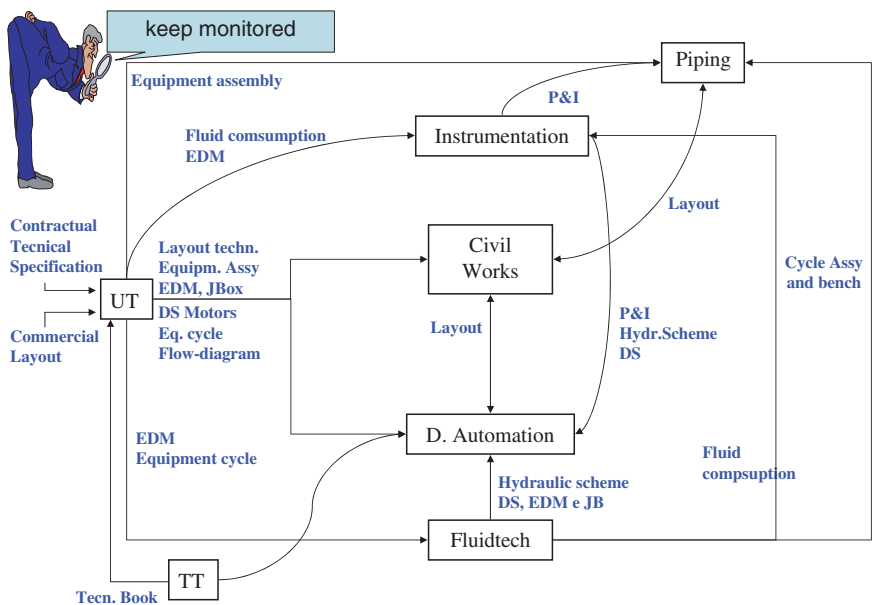 keep monitored
Piping
Equipment assembly
P&I
Instrumentation
Fluid comsumption
EDM
Layout
Contractual
Tecnical
Specification
Layout techn.
Equipm. Assy
EDM, JBox
Civil
Works
Cycle Assy
and bench
UT
DS Motors
Eq. cycle
Flow-diagram
P&I
Hydr.Scheme
DS
Layout
Commercial
Layout
D. Automation
EDM
Equipment cycle
Fluid
compsuption
Hydraulic scheme
DS, EDM e JB
Fluidtech
TT
Tecn. Book